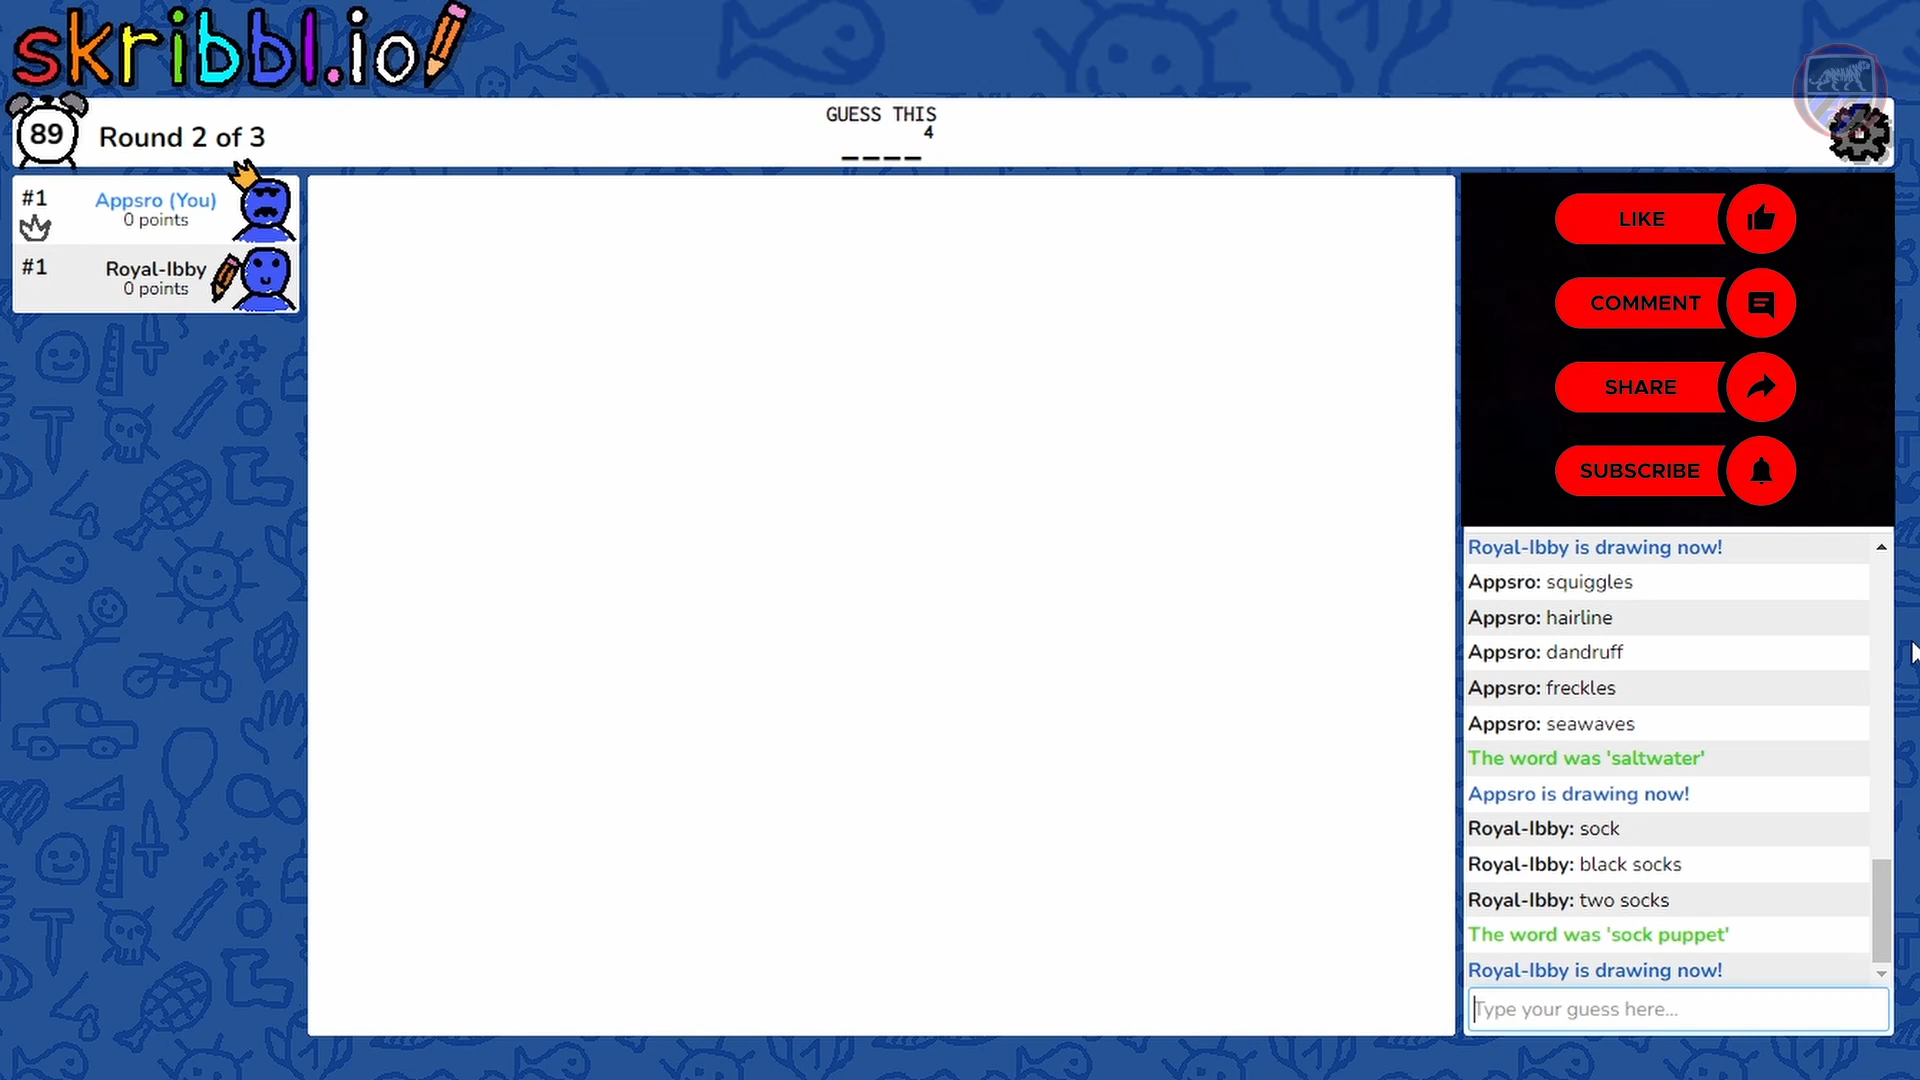 skribbl.io
89
Round 2 of 3
GUESS THIS
4
____
#1
Appsro (You)
0 points
#1
Royal-Ibby
0 points
LIKE
COMMENT
SHARE
SUBSCRIBE
Royal-Ibby is drawing now!
Appsro: squiggles
Appsro: hairline
Appsro: dandruff
Appsro: freckles
Appsro: seawaves
The word was 'saltwater'
Appsro is drawing now!
Royal-Ibby: sock
Royal-Ibby: black socks
Royal-Ibby: two socks
The word was 'sock puppet'
Royal-Ibby is drawing now!
Type your guess here...